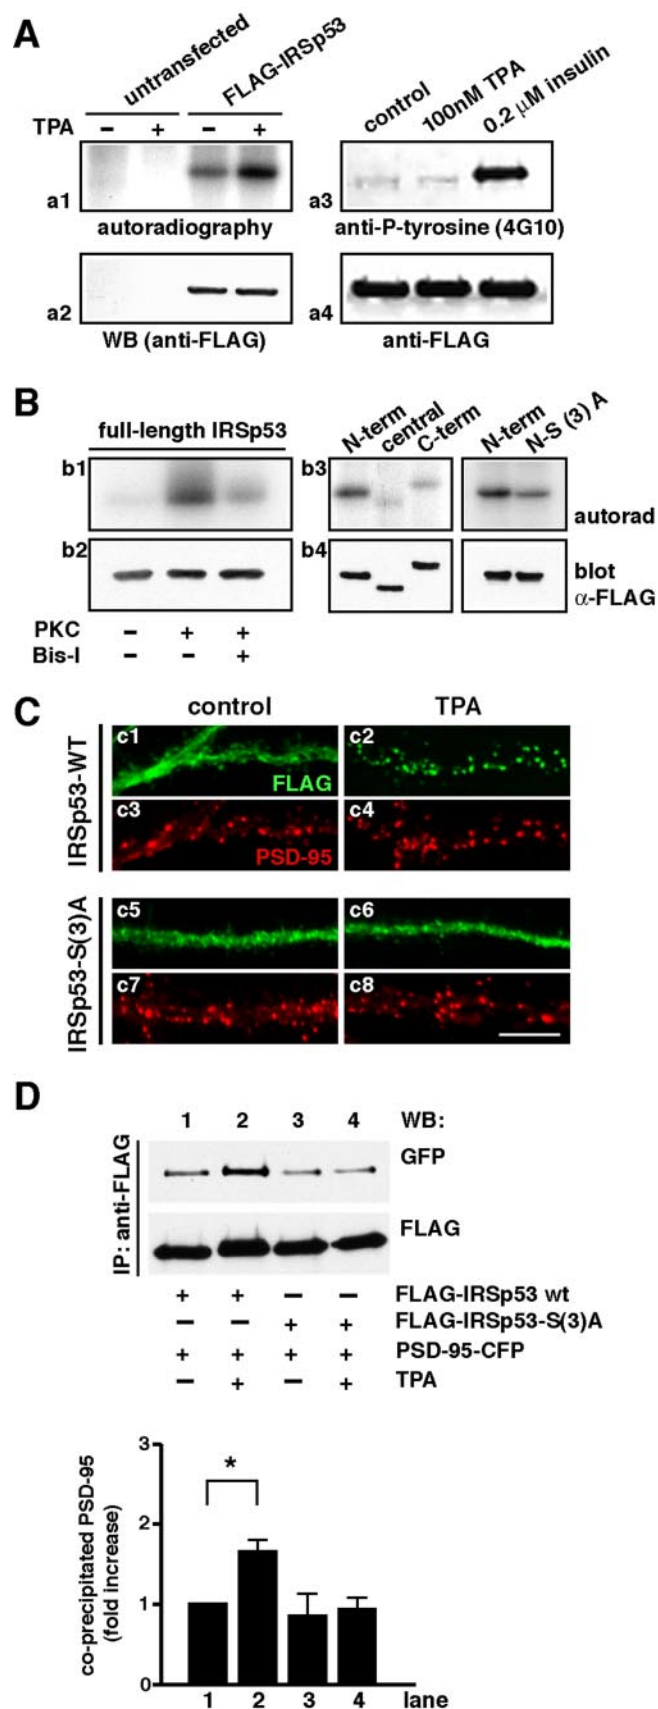 A
untransfected
FLAG-IRSp53
TPA − + − +
a1
autoradiography
a2
WB (anti-FLAG)
control
100nM TPA
0.2 µM insulin
a3
anti-P-tyrosine (4G10)
a4
anti-FLAG
B
full-length IRSp53
b1
b2
PKC − + +
Bis-I − − +
N-term
central
C-term
N-term
N-S (3) A
b3
autorad
b4
blot
α-FLAG
C
control TPA
IRSp53-WT
c1 c2
FLAG
c3 c4
PSD-95
IRSp53-S(3)A
c5 c6
c7 c8
D
1 2 3 4 WB:
IP: anti-FLAG
GFP
FLAG
+ + − − FLAG-IRSp53 wt
− − + + FLAG-IRSp53-S(3)A
+ + + + PSD-95-CFP
− + − + TPA
co-precipitated PSD-95
(fold increase)
3
2
1
0
*
1 2 3 4 lane